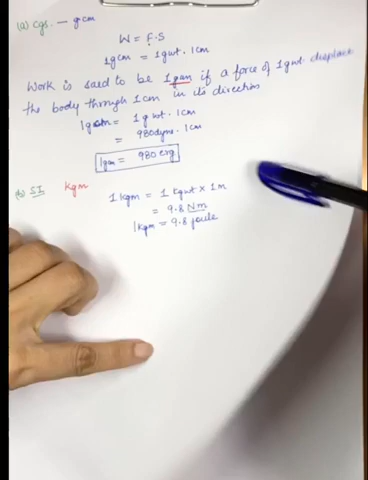 (a) cgs. — gcm
W = F.S
1gcm = 1gwt . 1cm
Work is said to be 1gcm if a force of 1gwt. displace
the body through 1cm in its direction
1gcm = 1gwt . 1cm
= 980dyne . 1cm
1gcm = 980 erg
(b) SI kgm
1 kgm = 1 kgwt x 1m
= 9.8 Nm
1kgm = 9.8 joule